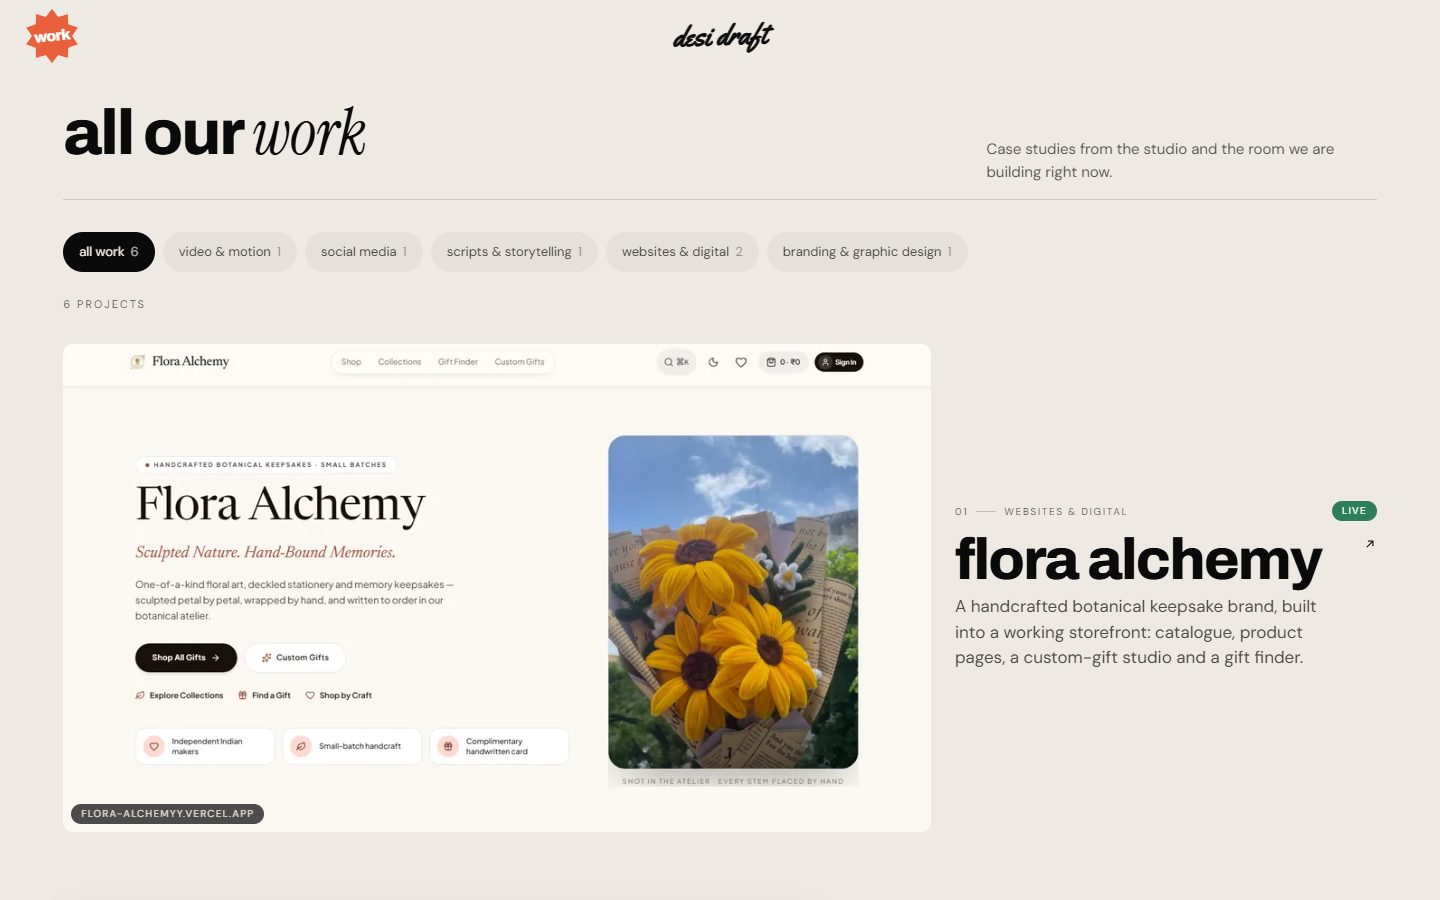 work
desi draft
all our work
Case studies from the studio and the room we are
building right now.
all work 6
video & motion 1
social media 1
scripts & storytelling 1
websites & digital 2
branding & graphic design 1
6 PROJECTS
Flora Alchemy
Shop
Collections
Gift Finder
Custom Gifts
⌘K
0 · ₹0
Sign in
HANDCRAFTED BOTANICAL KEEPSAKES · SMALL BATCHES
Flora Alchemy
Sculpted Nature. Hand-Bound Memories.
One-of-a-kind floral art, deckled stationery and memory keepsakes —
sculpted petal by petal, wrapped by hand, and written to order in our
botanical atelier.
Shop All Gifts →
Custom Gifts
Explore Collections
Find a Gift
Shop by Craft
Independent Indian
makers
Small-batch handcraft
Complimentary
handwritten card
SHOT IN THE ATELIER · EVERY STEM PLACED BY HAND
FLORA-ALCHEMYY.VERCEL.APP
01 — WEBSITES & DIGITAL
LIVE
flora alchemy
A handcrafted botanical keepsake brand, built
into a working storefront: catalogue, product
pages, a custom-gift studio and a gift finder.